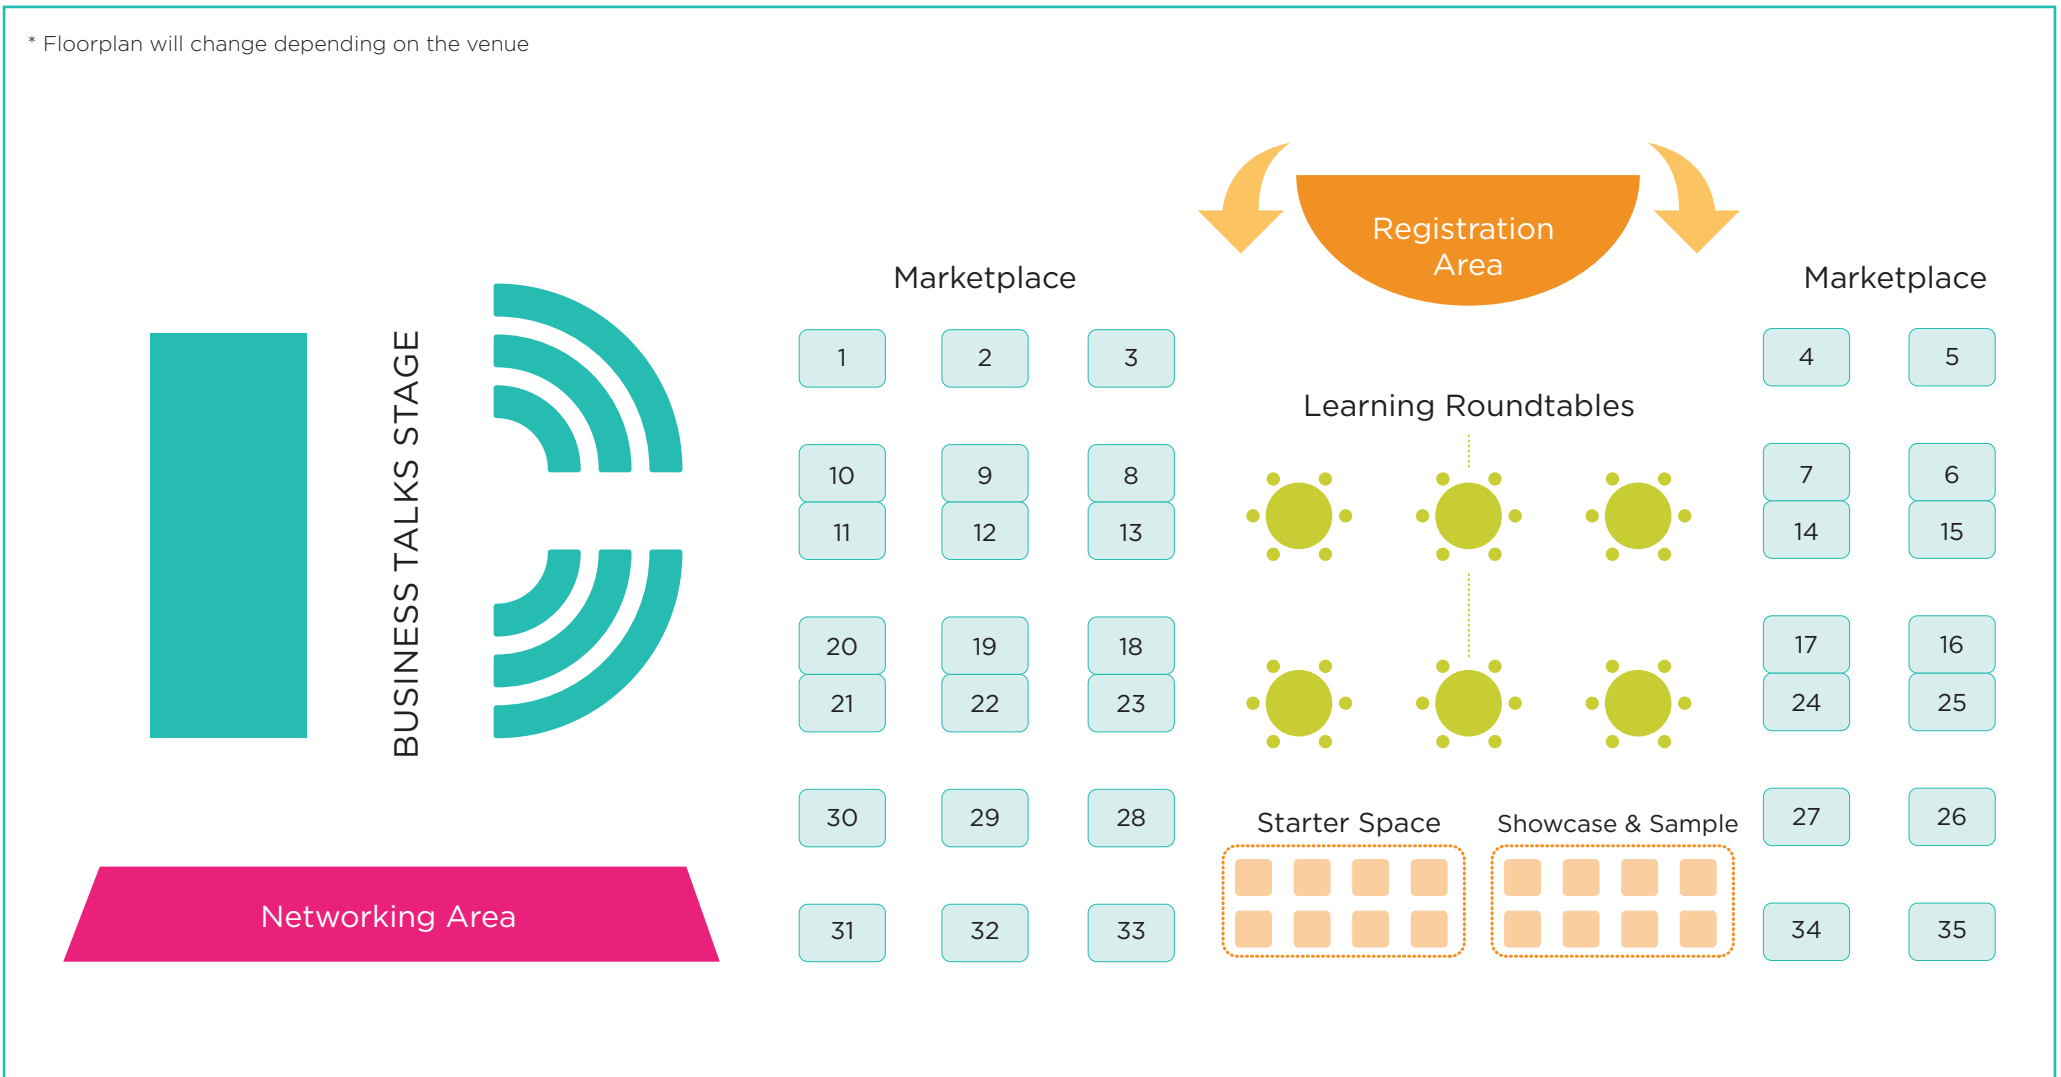 * Floorplan will change depending on the venue
Registration
Area
Marketplace
Marketplace
BUSINESS TALKS STAGE
1 2 3
4 5
Learning Roundtables
10 9 8
7 6
11 12 13
14 15
20 19 18
17 16
21 22 23
24 25
30 29 28
27 26
Starter Space
Showcase & Sample
Networking Area
31 32 33
34 35